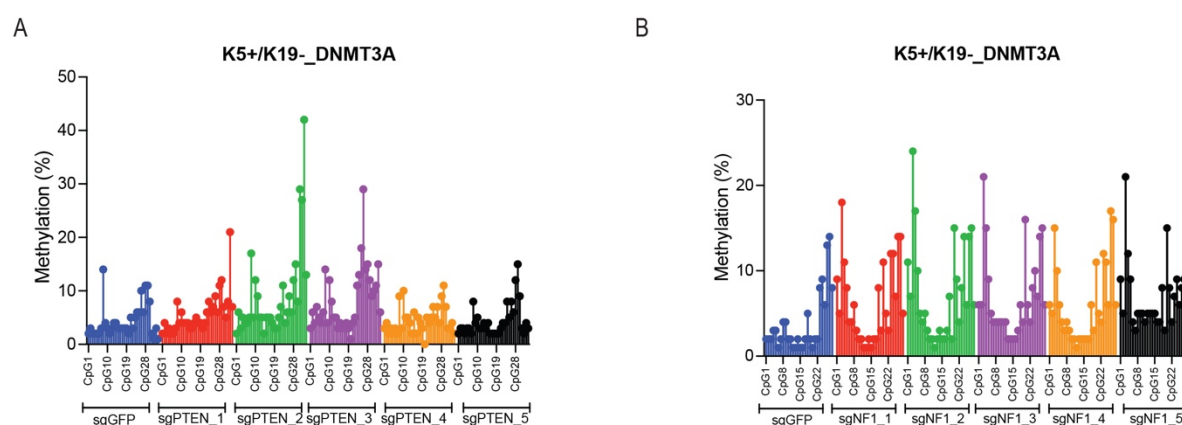 A
K5+/K19-_DNMT3A
Methylation (%)
50
40
30
20
10
0
CpG1 CpG10 CpG19 CpG28 CpG1 CpG10 CpG19 CpG28 CpG1 CpG10 CpG19 CpG28 CpG1 CpG10 CpG19 CpG28 CpG1 CpG10 CpG19 CpG28 CpG1 CpG10 CpG19 CpG28
sgGFP sgPTEN_1 sgPTEN_2 sgPTEN_3 sgPTEN_4 sgPTEN_5
B
K5+/K19-_DNMT3A
Methylation (%)
30
20
10
0
CpG1 CpG8 CpG15 CpG22 CpG1 CpG8 CpG15 CpG22 CpG1 CpG8 CpG15 CpG22 CpG1 CpG8 CpG15 CpG22 CpG1 CpG8 CpG15 CpG22 CpG1 CpG8 CpG15 CpG22
sgGFP sgNF1_1 sgNF1_2 sgNF1_3 sgNF1_4 sgNF1_5